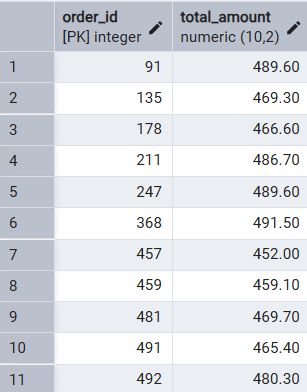 order_id total_amount
[PK] integer numeric (10,2)
1 91 489.60
2 135 469.30
3 178 466.60
4 211 486.70
5 247 489.60
6 368 491.50
7 457 452.00
8 459 459.10
9 481 469.70
10 491 465.40
11 492 480.30